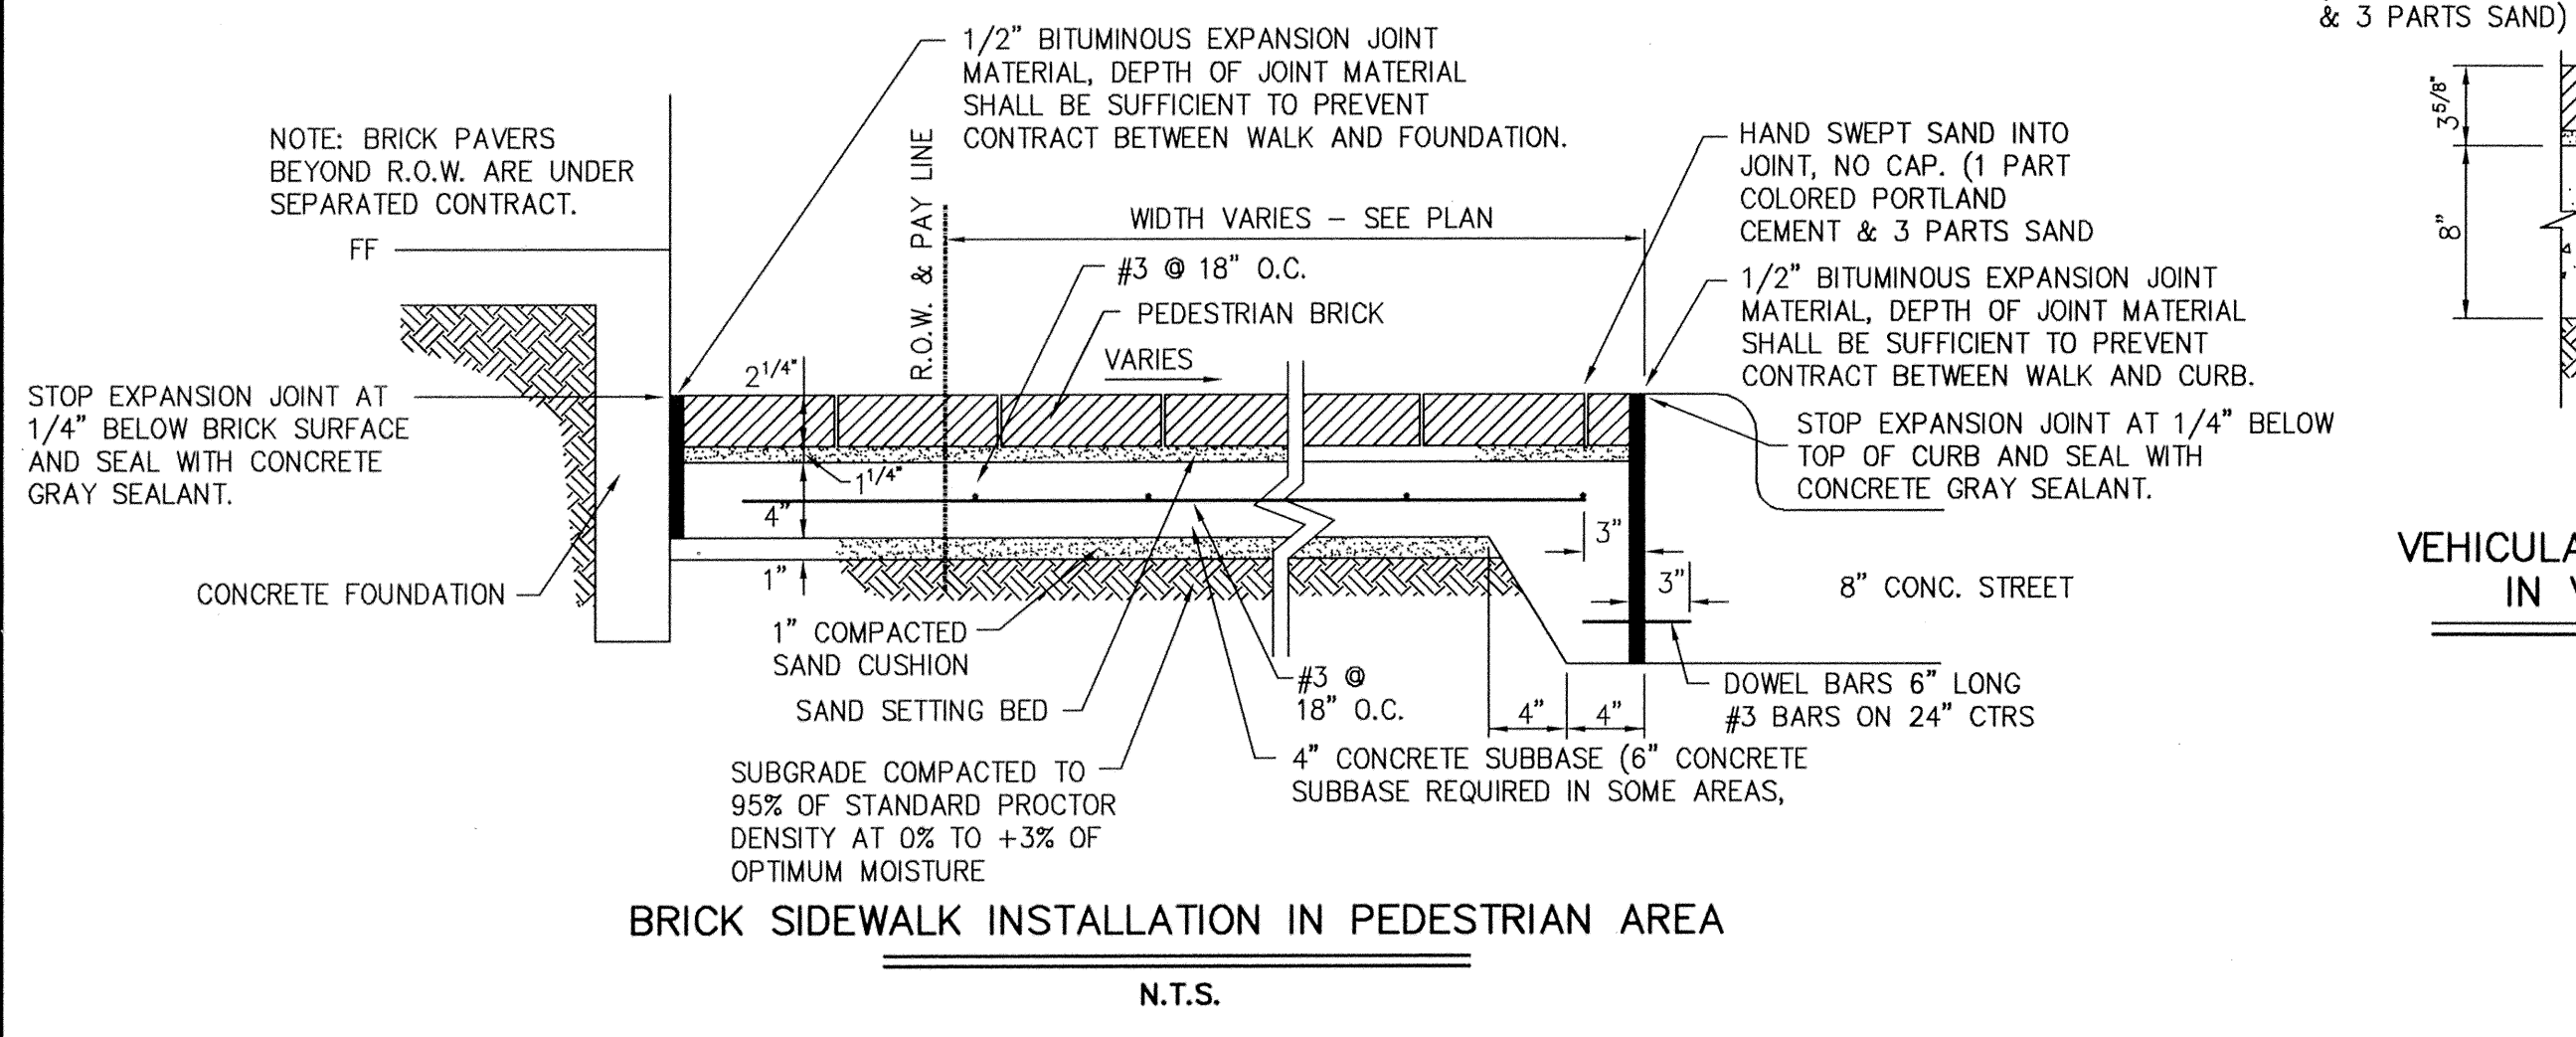 & 3 PARTS SAND)
1/2" BITUMINOUS EXPANSION JOINT
MATERIAL, DEPTH OF JOINT MATERIAL
SHALL BE SUFFICIENT TO PREVENT
CONTRACT BETWEEN WALK AND FOUNDATION.
NOTE: BRICK PAVERS
BEYOND R.O.W. ARE UNDER
SEPARATED CONTRACT.
FF
R.O.W. & PAY LINE
WIDTH VARIES – SEE PLAN
HAND SWEPT SAND INTO
JOINT, NO CAP. (1 PART
COLORED PORTLAND
CEMENT & 3 PARTS SAND
#3 @ 18" O.C.
PEDESTRIAN BRICK
VARIES
1/2" BITUMINOUS EXPANSION JOINT
MATERIAL, DEPTH OF JOINT MATERIAL
SHALL BE SUFFICIENT TO PREVENT
CONTRACT BETWEEN WALK AND CURB.
STOP EXPANSION JOINT AT
1/4" BELOW BRICK SURFACE
AND SEAL WITH CONCRETE
GRAY SEALANT.
STOP EXPANSION JOINT AT 1/4" BELOW
TOP OF CURB AND SEAL WITH
CONCRETE GRAY SEALANT.
2 1/4"
1 1/4"
4"
1"
3"
3"
8" CONC. STREET
CONCRETE FOUNDATION
1" COMPACTED
SAND CUSHION
SAND SETTING BED
#3 @
18" O.C.
4"
4"
DOWEL BARS 6" LONG
#3 BARS ON 24" CTRS
SUBGRADE COMPACTED TO
95% OF STANDARD PROCTOR
DENSITY AT 0% TO +3% OF
OPTIMUM MOISTURE
4" CONCRETE SUBBASE (6" CONCRETE
SUBBASE REQUIRED IN SOME AREAS,
BRICK SIDEWALK INSTALLATION IN PEDESTRIAN AREA
N.T.S.
3 5/8"
8"
VEHICULA
IN